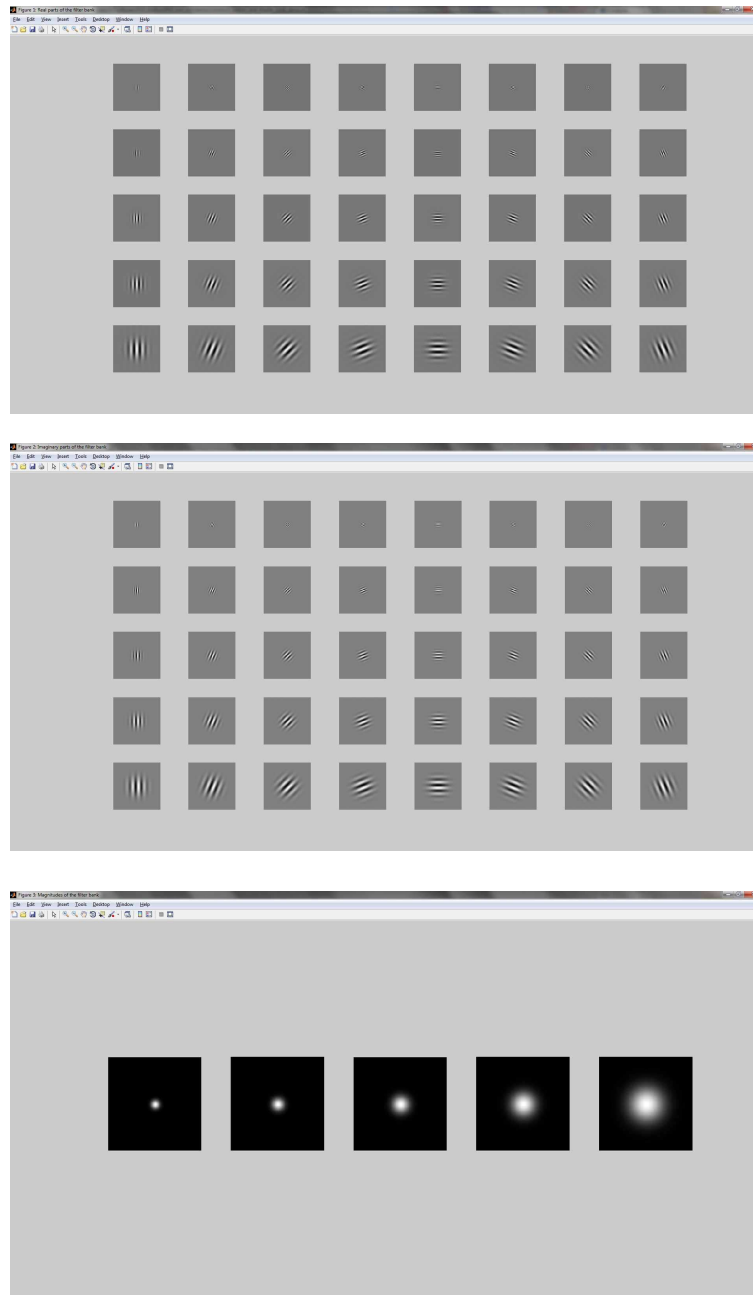 Figure 1: Real parts of the filter bank
File Edit View Insert Tools Desktop Window Help
Figure 2: Imaginary parts of the filter bank
File Edit View Insert Tools Desktop Window Help
Figure 3: Magnitudes of the filter bank
File Edit View Insert Tools Desktop Window Help